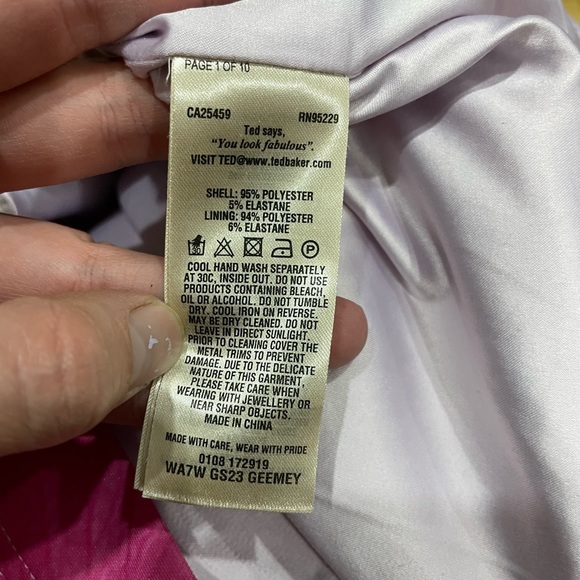 PAGE 1 OF 10
CA25459 RN95229
Ted says,
"You look fabulous".
VISIT TED@www.tedbaker.com
SHELL: 95% POLYESTER
5% ELASTANE
LINING: 94% POLYESTER
6% ELASTANE
30 P
COOL HAND WASH SEPARATELY
AT 30C, INSIDE OUT. DO NOT USE
PRODUCTS CONTAINING BLEACH,
OIL OR ALCOHOL. DO NOT TUMBLE
DRY. COOL IRON ON REVERSE.
MAY BE DRY CLEANED. DO NOT
LEAVE IN DIRECT SUNLIGHT.
PRIOR TO CLEANING COVER THE
METAL TRIMS TO PREVENT
DAMAGE. DUE TO THE DELICATE
NATURE OF THIS GARMENT,
PLEASE TAKE CARE WHEN
WEARING WITH JEWELLERY OR
NEAR SHARP OBJECTS.
MADE IN CHINA
MADE WITH CARE, WEAR WITH PRIDE
0108 172919
WA7W GS23 GEEMEY